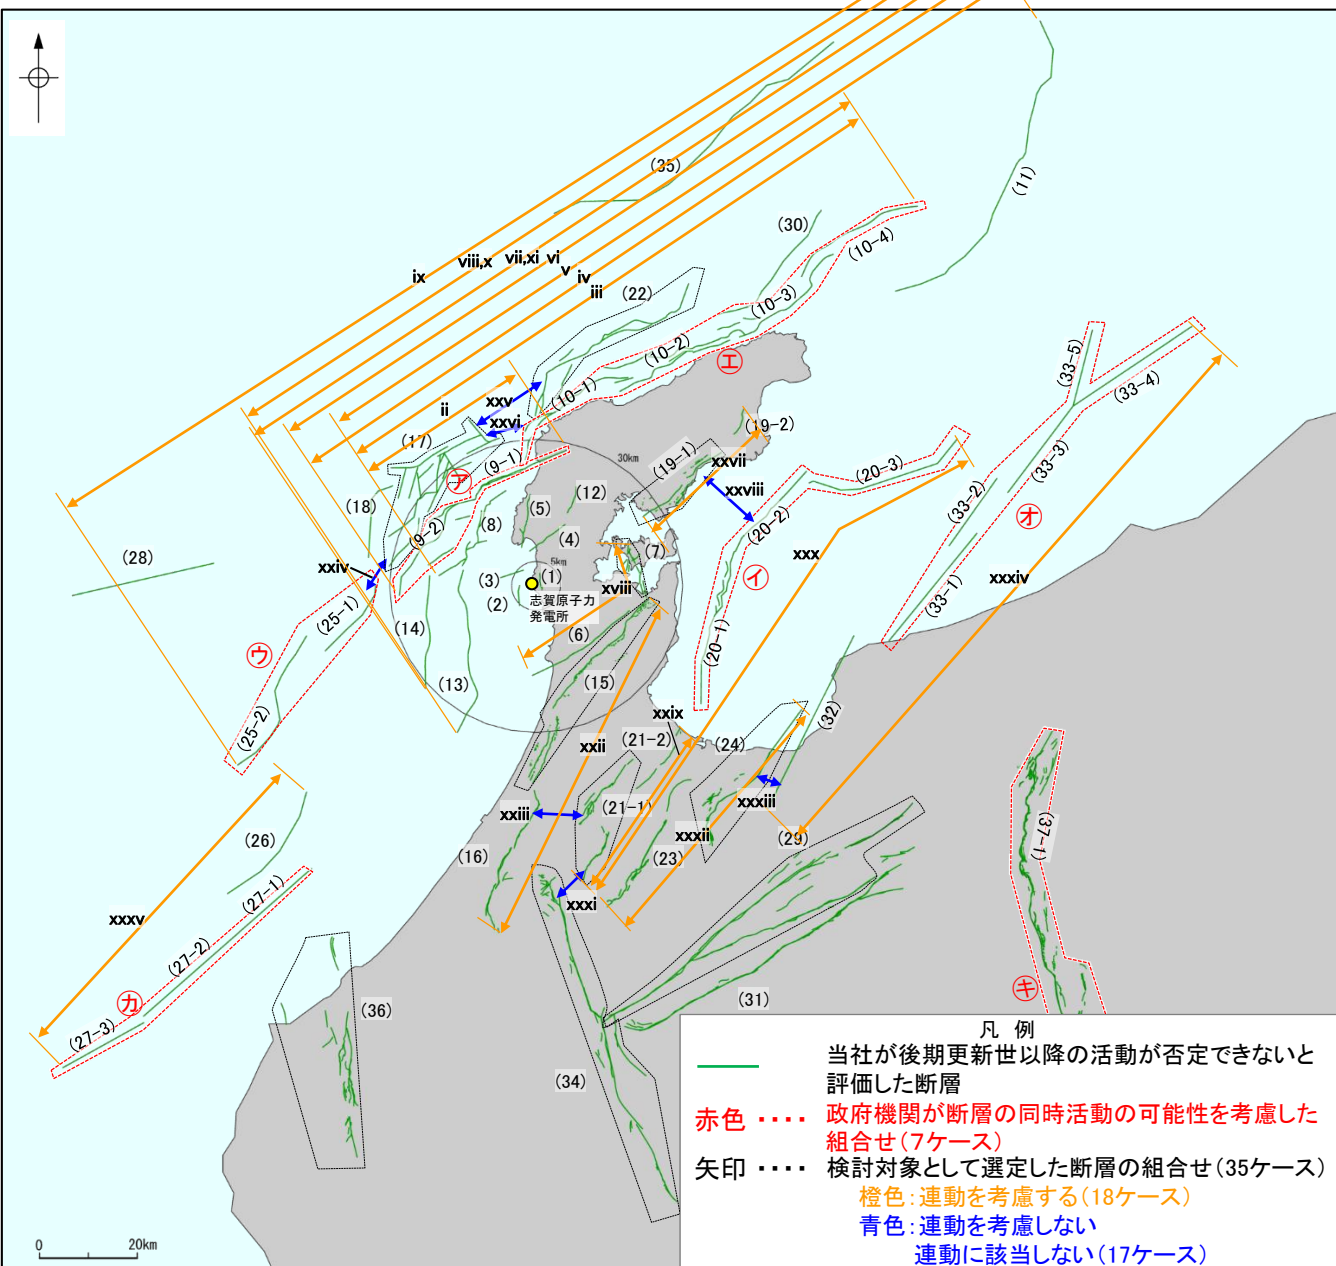 (35)
(11)
(30)
(10-4)
ix
viii,x
vii,xi
vi
v
iv
iii
(22)
(10-3)
(10-2)
エ
(33-5)
(33-4)
(10-1)
xxv
ii
xxvi
(17)
(9-1)
ア
30km
(19-1)
(19-2)
xxvii
xxviii
(20-3)
(33-3)
(33-2)
オ
(18)
(9-2)
(8)
(5)
(12)
(4)
(20-2)
xxx
xxxiv
(28)
xxiv
(3)
5km
(1)
(7)
イ
(2)
志賀原子力
発電所
xviii
(33-1)
(25-1)
(14)
(6)
(20-1)
ウ
(13)
(15)
(25-2)
xxix
(32)
xxii
(21-2)
(24)
xxiii
(21-1)
xxxiii
xxxii
(29)
(26)
(16)
(23)
(37-1)
(27-1)
xxxi
xxxv
(27-2)
カ
キ
(36)
(31)
(27-3)
(34)
凡 例
当社が後期更新世以降の活動が否定できないと
評価した断層
赤色 ・・・・ 政府機関が断層の同時活動の可能性を考慮した
組合せ(7ケース)
矢印 ・・・・ 検討対象として選定した断層の組合せ(35ケース)
橙色:連動を考慮する(18ケース)
青色:連動を考慮しない
連動に該当しない(17ケース)
0 20km